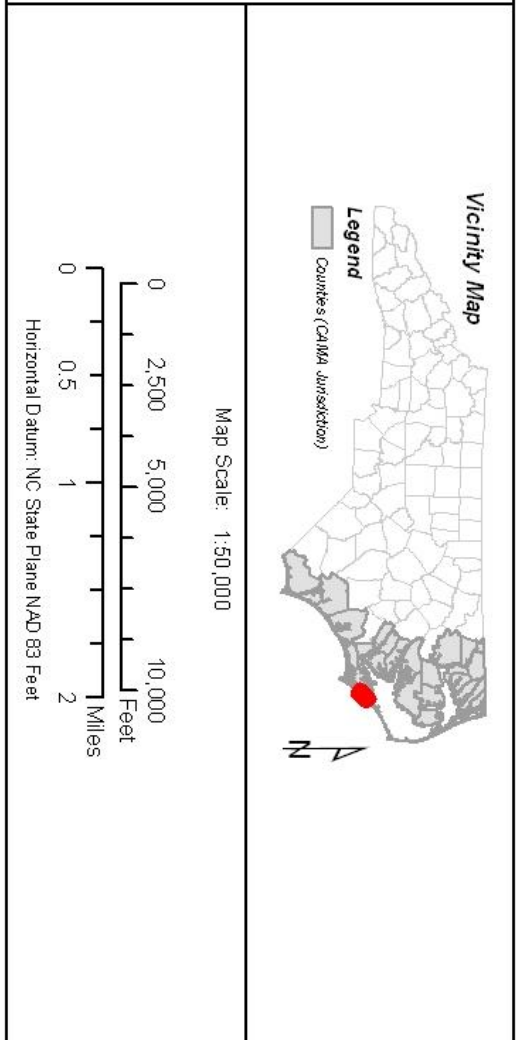 Vicinity Map
Legend
Counties (CAMA Jurisdiction)
N
Map Scale: 1:50,000
0 2,500 5,000 10,000
Feet
Miles
0 0.5 1 2
Horizontal Datum: NC State Plane NAD 83 Feet